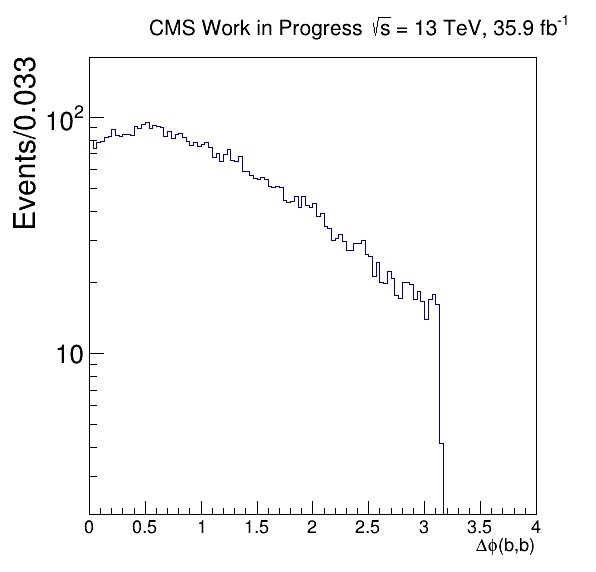 CMS Work in Progress √s = 13 TeV, 35.9 fb⁻¹
Events/0.033
10²
10
0 0.5 1 1.5 2 2.5 3 3.5 4
Δϕ(b,b)